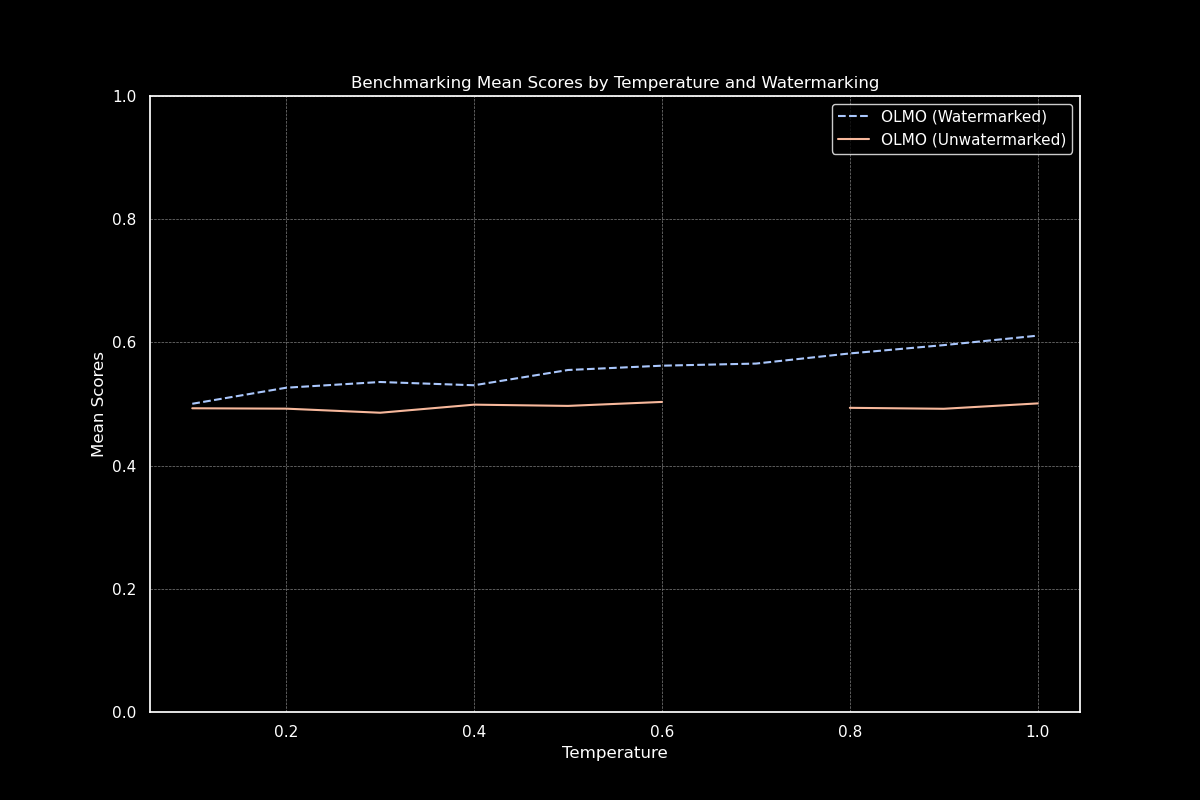 Benchmarking Mean Scores by Temperature and Watermarking
OLMO (Watermarked)
OLMO (Unwatermarked)
Mean Scores
1.0
0.8
0.6
0.4
0.2
0.0
0.2
0.4
0.6
0.8
1.0
Temperature